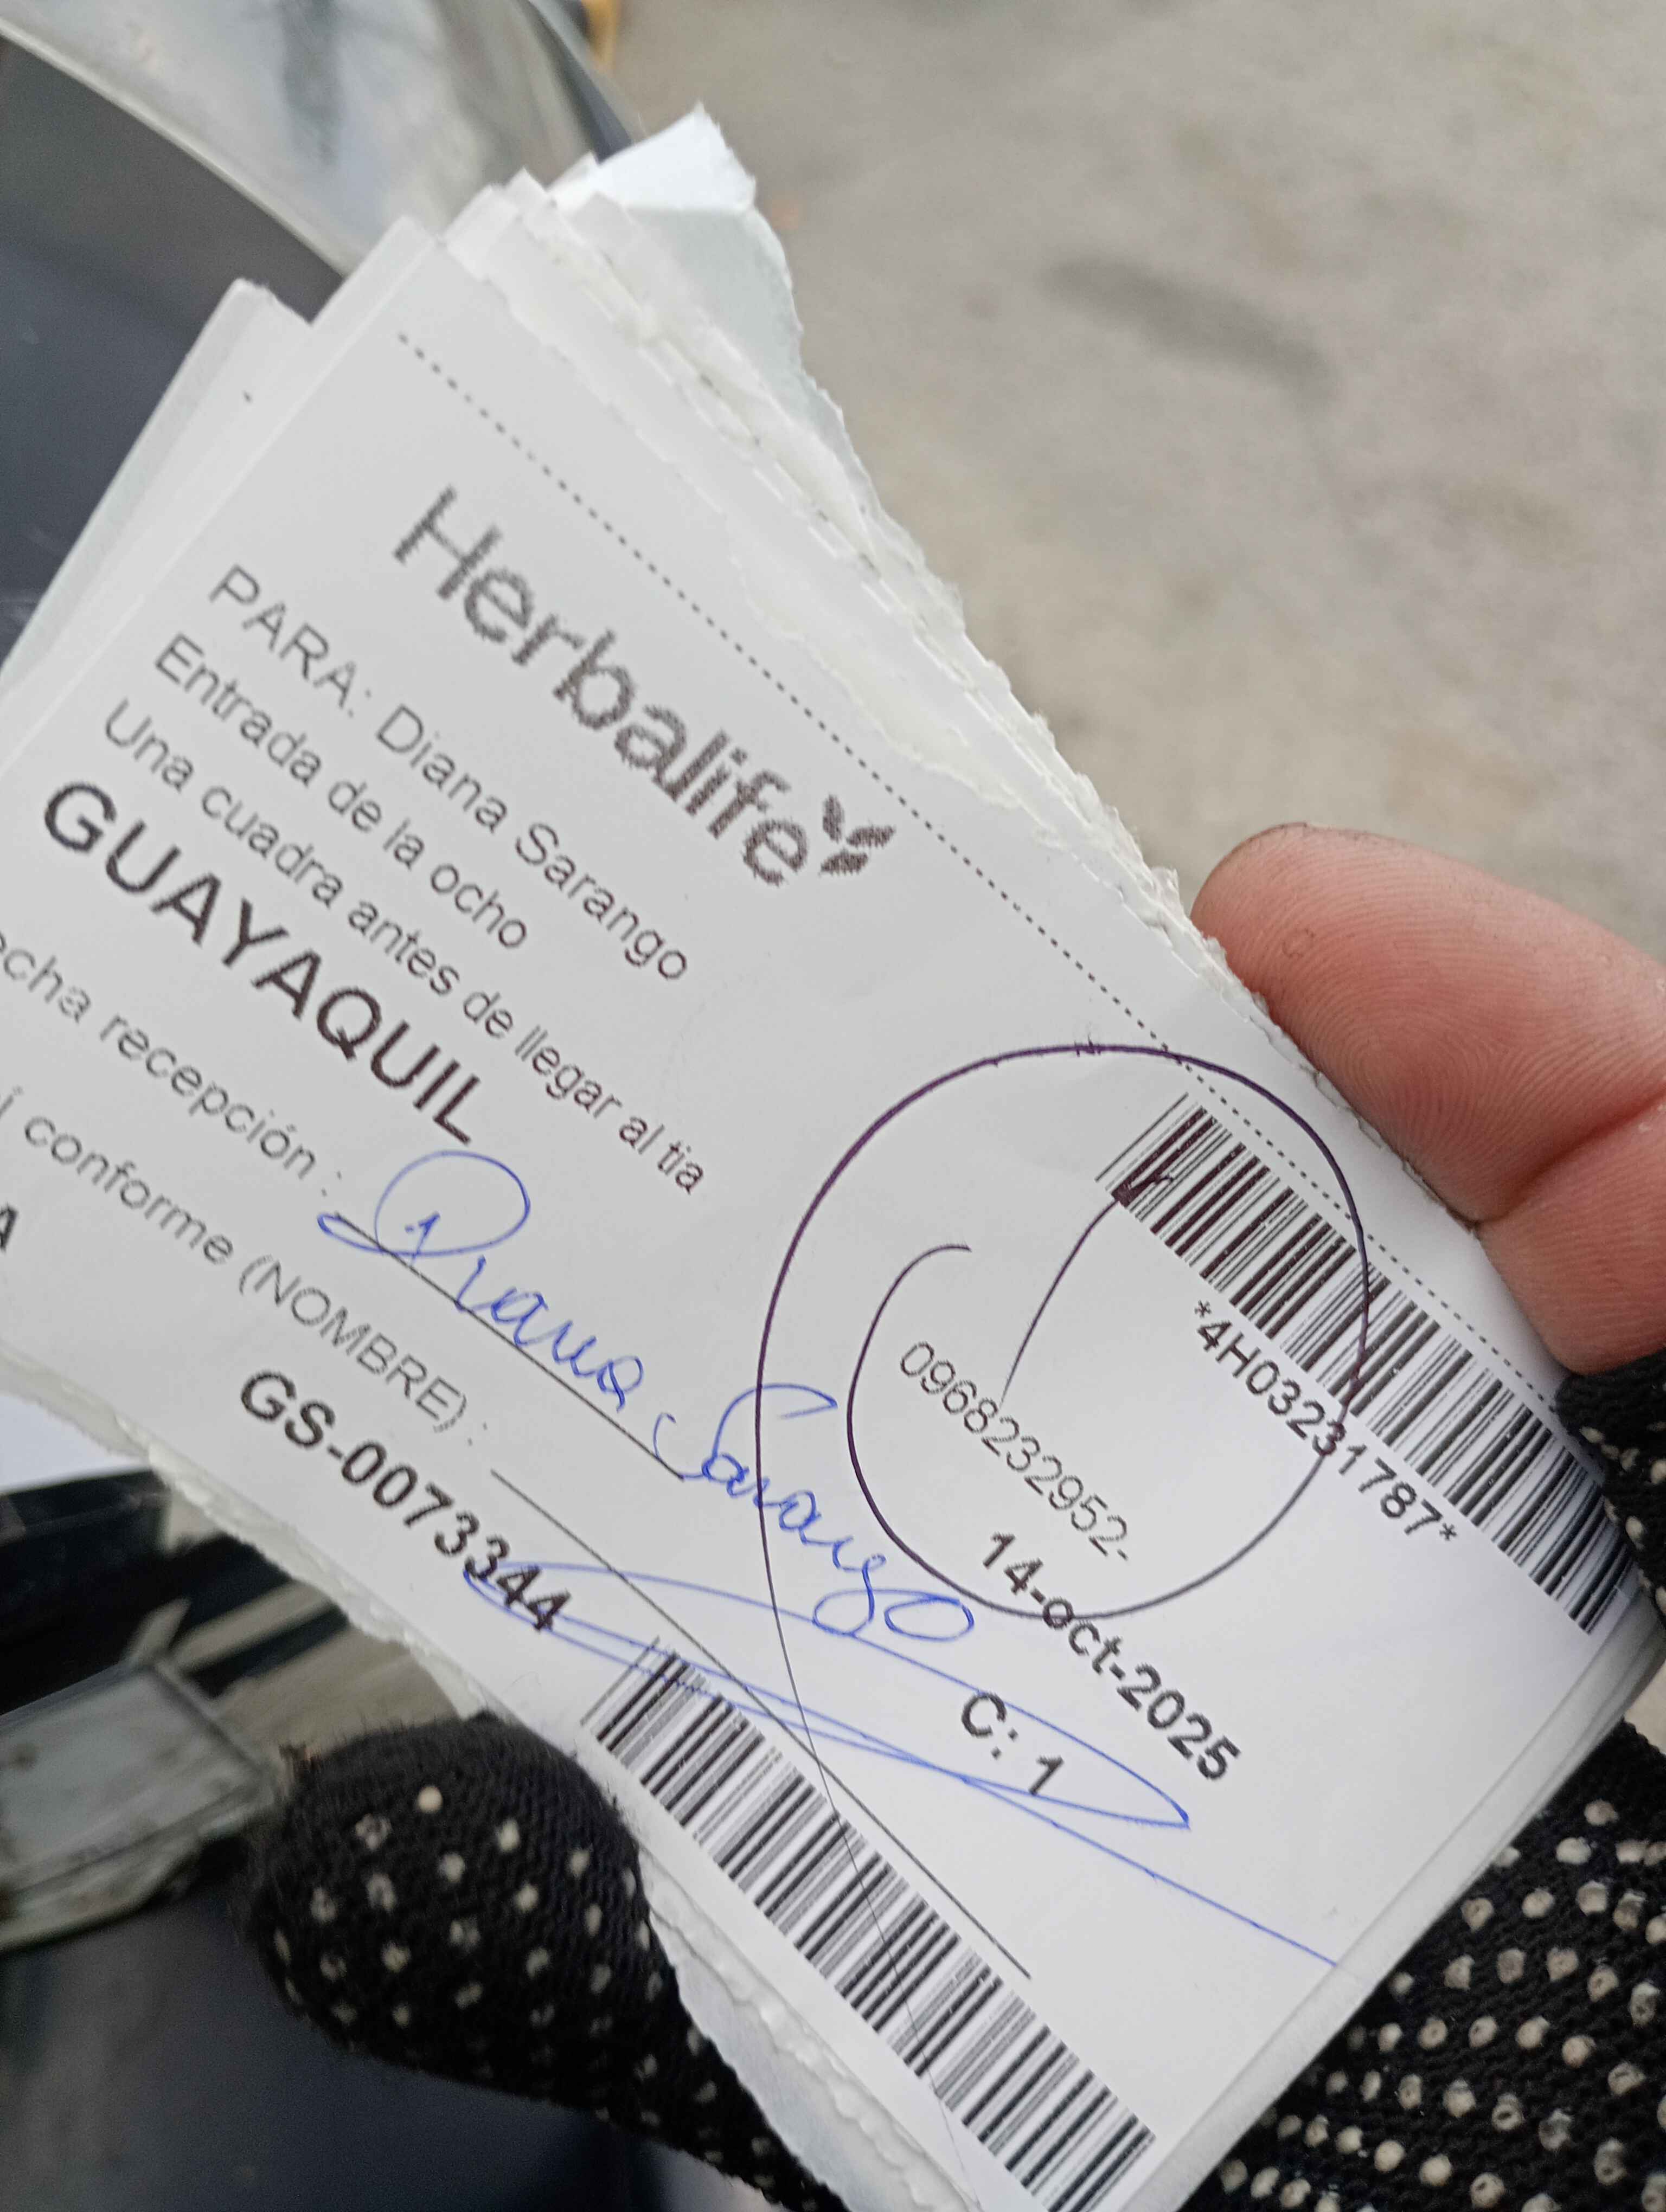 Herbalife
PARA: Diana Sarango
Entrada de la ocho
Una cuadra antes de llegar al tia
GUAYAQUIL
*4H03231787*
0968232952-
14-oct-2025
C: 1
echa recepción :
Diana Sarango
í conforme (NOMBRE) :
A
GS-0073344